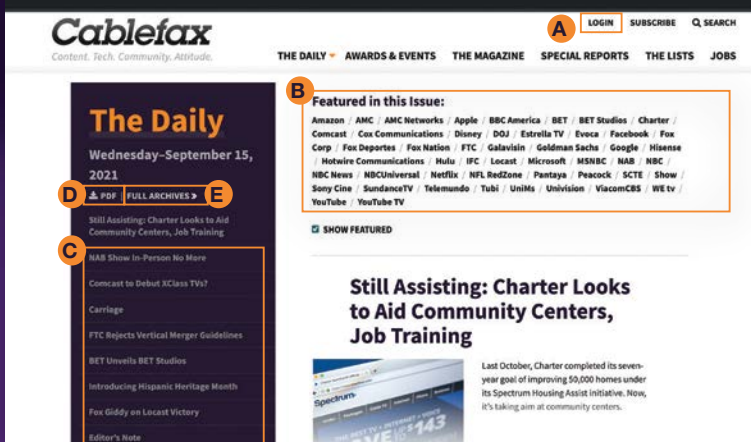 Cablefax
Content. Tech. Community. Attitude.
A
LOGIN SUBSCRIBE SEARCH
THE DAILY AWARDS & EVENTS THE MAGAZINE SPECIAL REPORTS THE LISTS JOBS
The Daily
Wednesday–September 15,
2021
D
PDF | FULL ARCHIVES
E
Still Assisting: Charter Looks to Aid
Community Centers, Job Training
C
NAB Show In-Person No More
Comcast to Debut XClass TVs?
Carriage
FTC Rejects Vertical Merger Guidelines
BET Unveils BET Studios
Introducing Hispanic Heritage Month
Fox Giddy on Locast Victory
Editor's Note
B
Featured in this Issue:
Amazon / AMC / AMC Networks / Apple / BBC America / BET / BET Studios / Charter /
Comcast / Cox Communications / Disney / DOJ / Estrella TV / Evoca / Facebook / Fox
Corp / Fox Deportes / Fox Nation / FTC / Galavisin / Goldman Sachs / Google / Hisense
/ Hotwire Communications / Hulu / IFC / Locast / Microsoft / MSNBC / NAB / NBC /
NBC News / NBCUniversal / Netflix / NFL RedZone / Pantaya / Peacock / SCTE / Show /
Sony Cine / SundanceTV / Telemundo / Tubi / UniMs / Univision / ViacomCBS / WE tv /
YouTube / YouTube TV
SHOW FEATURED
Still Assisting: Charter Looks
to Aid Community Centers,
Job Training
Spectrum
THE BEST TV + INTERNET + VOICE
$143
Last October, Charter completed its seven-
year goal of improving 50,000 homes under
its Spectrum Housing Assist initiative. Now,
it's taking aim at community centers.